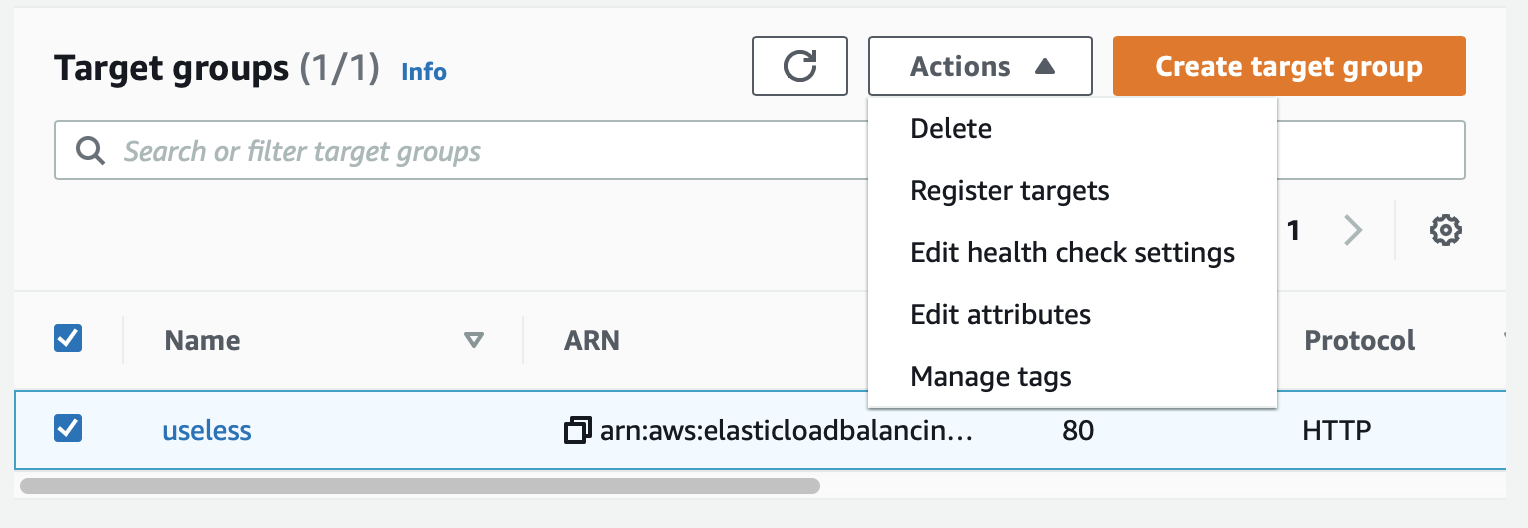 Target groups (1/1) Info
Actions
Create target group
Search or filter target groups
Delete
Register targets
Edit health check settings
Edit attributes
Manage tags
1
Name
ARN
Protocol
useless
arn:aws:elasticloadbalancin…
80
HTTP